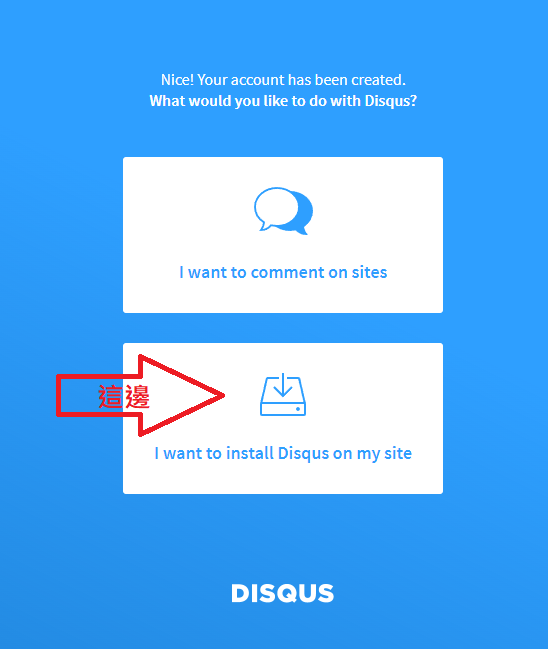 Nice! Your account has been created.
What would you like to do with Disqus?
I want to comment on sites
這邊
I want to install Disqus on my site
DISQUS